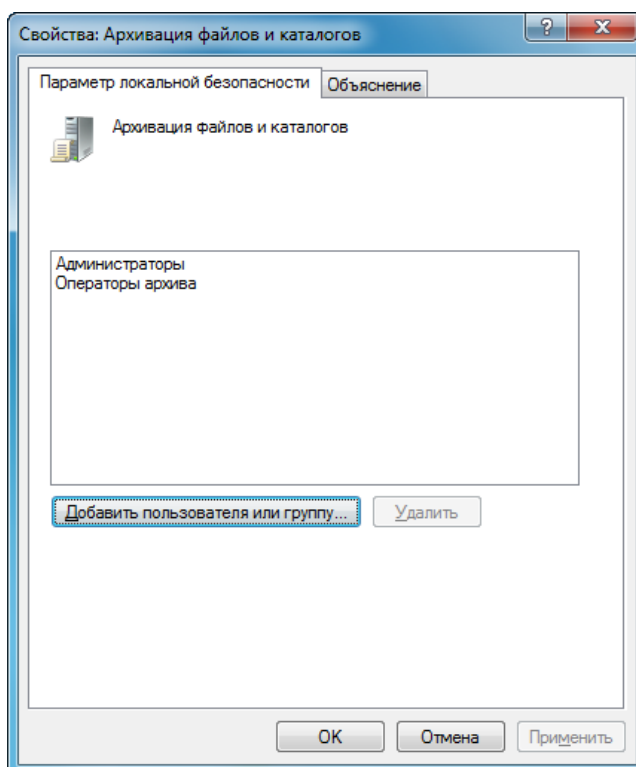 Свойства: Архивация файлов и каталогов
Параметр локальной безопасности
Объяснение
Архивация файлов и каталогов
Администраторы
Операторы архива
Добавить пользователя или группу...
Удалить
OK
Отмена
Применить